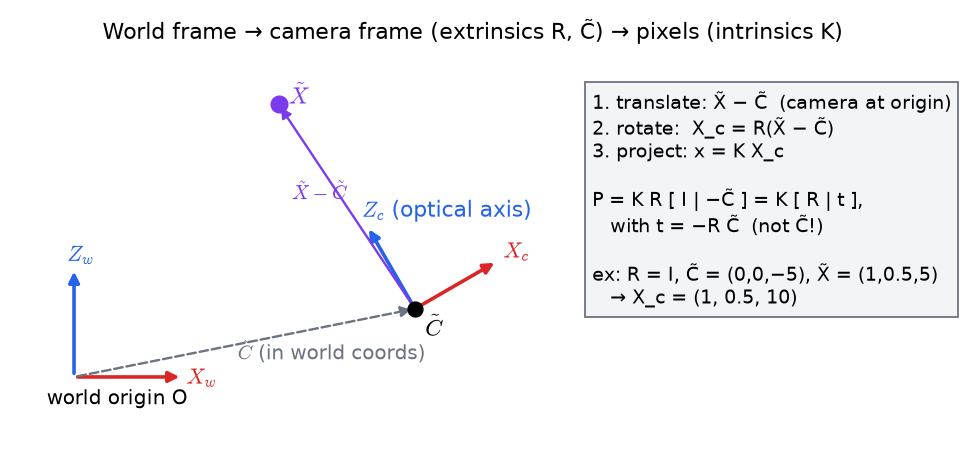 World frame → camera frame (extrinsics R, C̃) → pixels (intrinsics K)
X̃
1. translate: X̃ − C̃  (camera at origin)
2. rotate:  X_c = R(X̃ − C̃)
3. project: x = K X_c
P = K R [ I | −C̃ ] = K [ R | t ],
with t = −R C̃  (not C̃!)
ex: R = I, C̃ = (0,0,−5), X̃ = (1,0.5,5)
→ X_c = (1, 0.5, 10)
X̃ − C̃
Z_c (optical axis)
X_c
Z_w
C̃
C̃ (in world coords)
X_w
world origin O